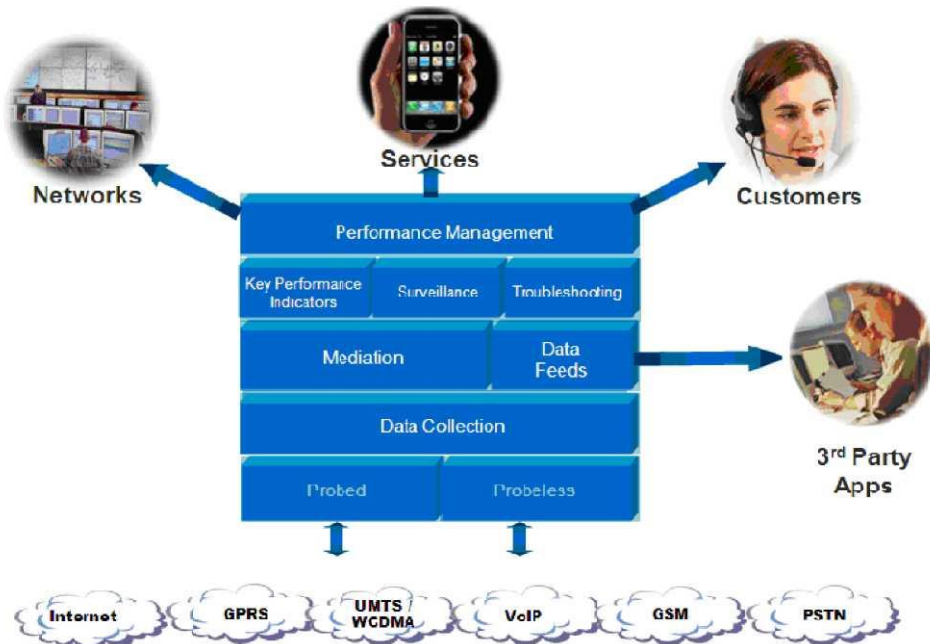 Services
Networks
Customers
Performance Management
Key Performance
Indicators
Surveillance
Troubleshooting
Mediation
Data
Feeds
Data Collection
3rd Party
Apps
Probed
Probeless
Internet
GPRS
UMTS /
WCDMA
VoIP
GSM
PSTN